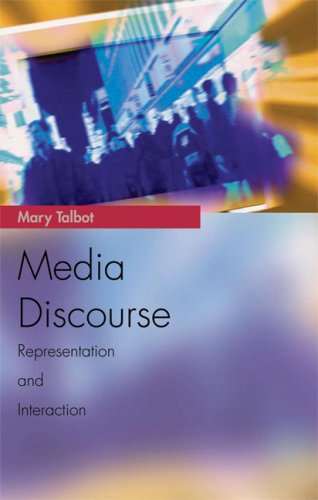 Mary Talbot
Media
Discourse
Representation
and
Interaction